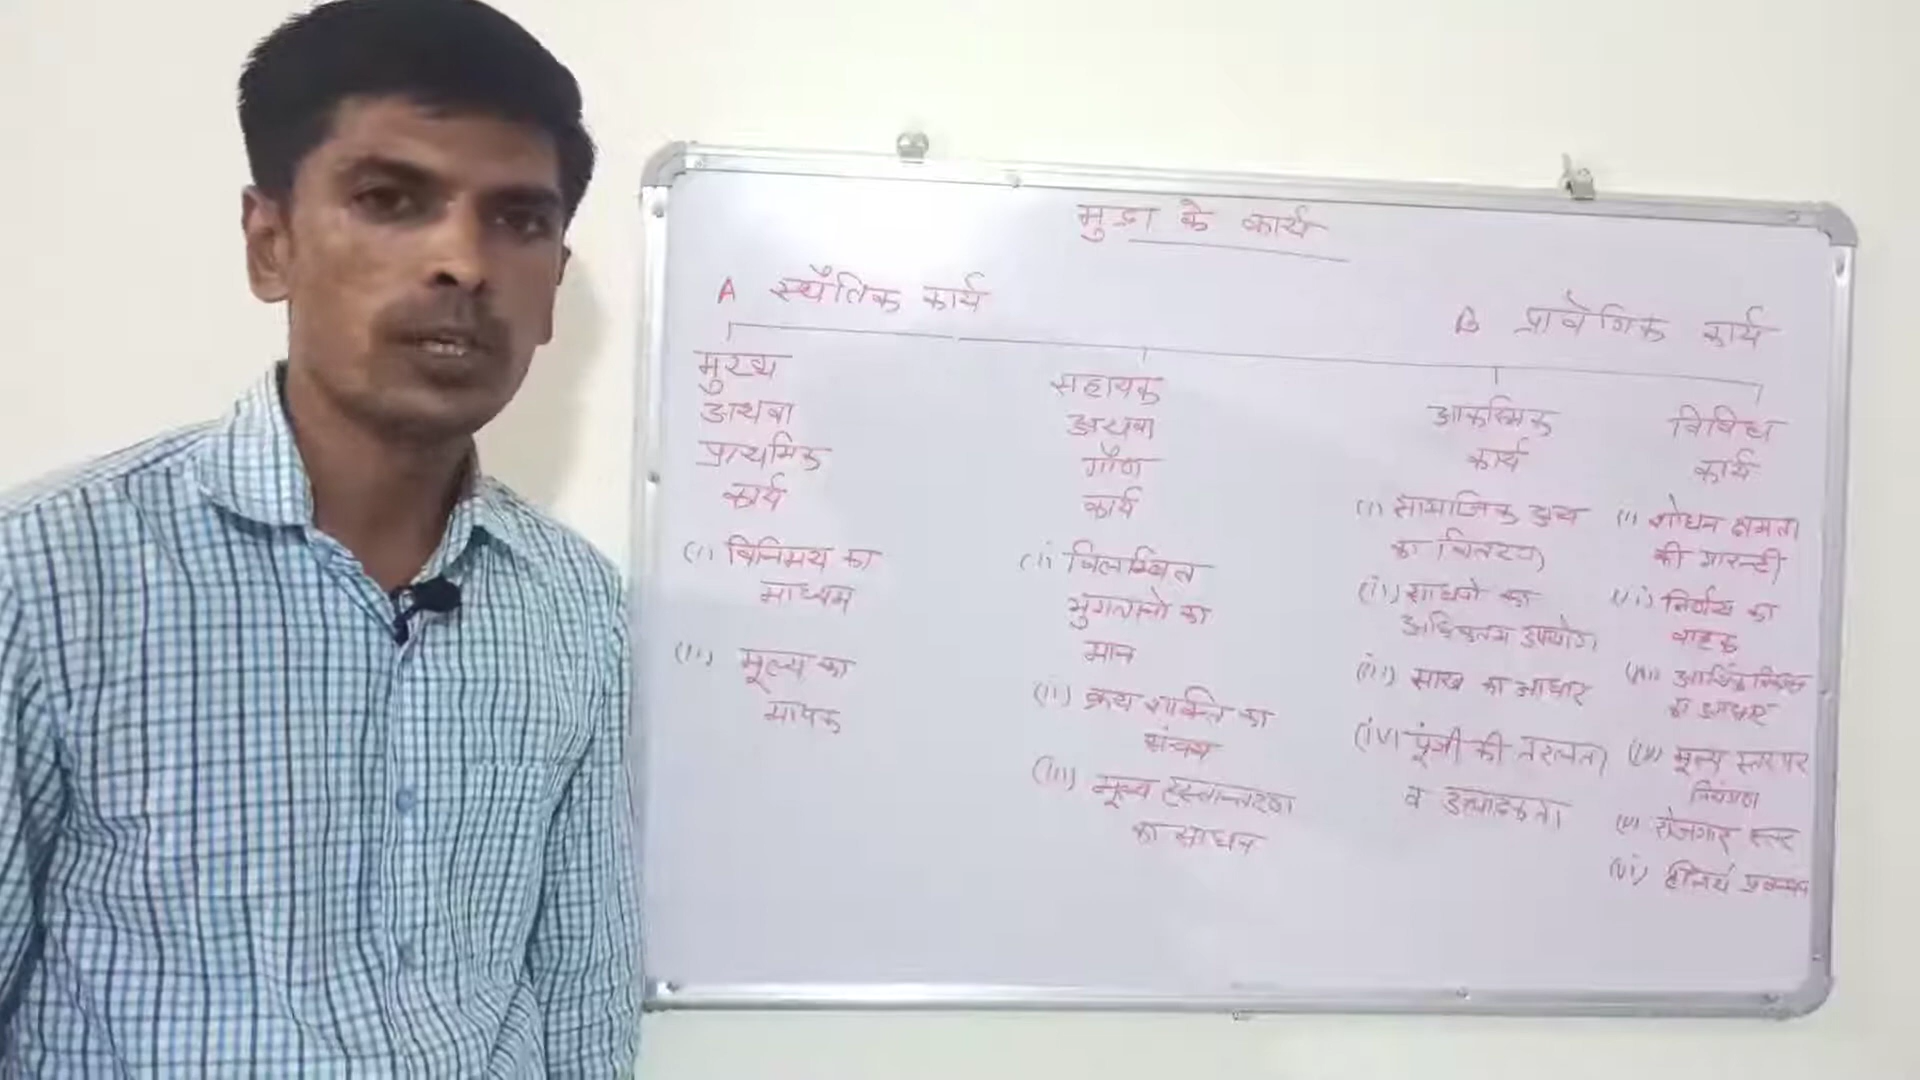 मुद्रा के कार्य
A स्थैतिक कार्य
B प्रावैगिक कार्य
मुख्य
अथवा
प्राथमिक
कार्य
(i) विनिमय का
माध्यम
(ii) मूल्य का
मापक
सहायक
अथवा
गौण
कार्य
(i) विलम्बित
भुगतानो का
मान
(ii) क्रय शक्ति का
संचय
(iii) मूल्य हस्तान्तरण
का साधन
आकस्मिक
कार्य
(i) सामाजिक आय
का वितरण
(ii) साधनो का
अधिकतम उपयोग
(iii) साख का आधार
(iv) पूंजी की तरलता
व उत्पादकता
विविध
कार्य
(i) शोधन क्षमता
की गारन्टी
(ii) निर्णय का
वाहक
(iii) आर्थिक
का आधार
(iv) मूल्य स्तर पर
नियंत्रण
(v) रोजगार स्तर
(vi)